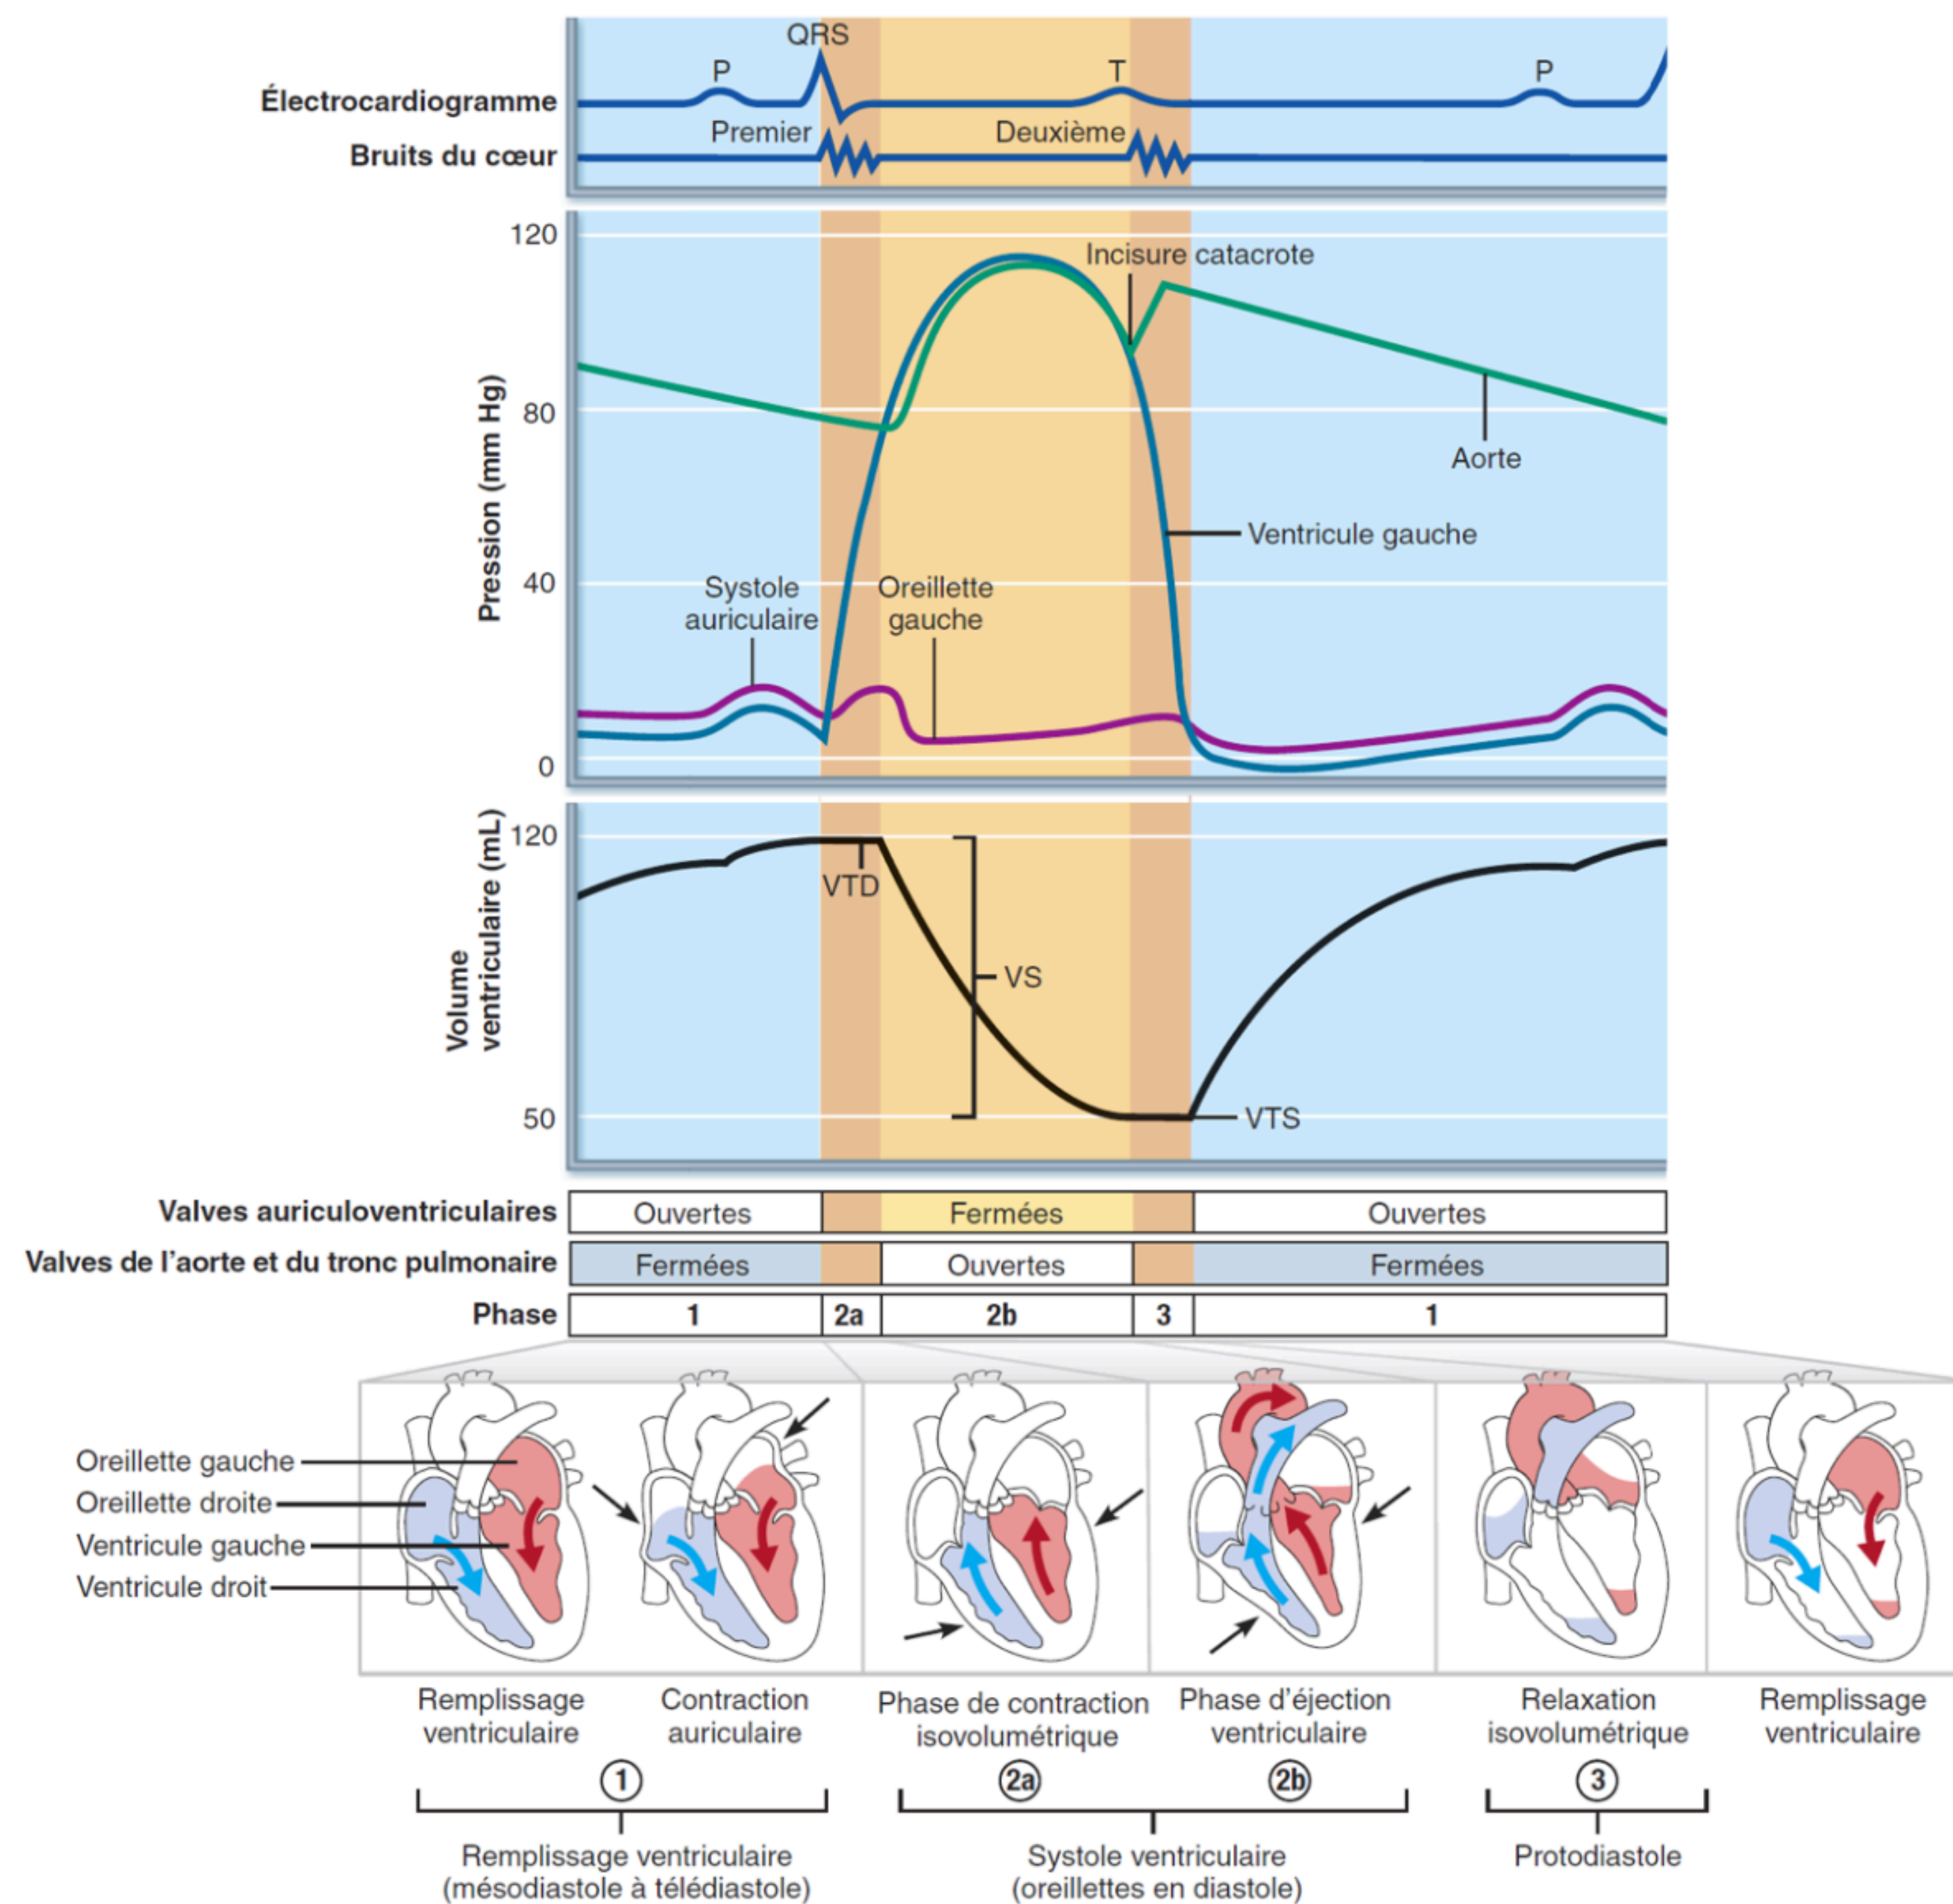 QRS
P
T
P
Électrocardiogramme
Premier
Deuxième
Bruits du cœur
120
Incisure catacrote
80
Aorte
Pression (mm Hg)
Ventricule gauche
40
Systole
auriculaire
Oreillette
gauche
0
120
VTD
Volume
ventriculaire (mL)
VS
50
VTS
Valves auriculoventriculaires
Ouvertes
Fermées
Ouvertes
Valves de l’aorte et du tronc pulmonaire
Fermées
Ouvertes
Fermées
Phase
1
2a
2b
3
1
Oreillette gauche
Oreillette droite
Ventricule gauche
Ventricule droit
Remplissage
ventriculaire
Contraction
auriculaire
Phase de contraction
isovolumétrique
Phase d’éjection
ventriculaire
Relaxation
isovolumétrique
Remplissage
ventriculaire
1
2a
2b
3
Remplissage ventriculaire
(mésodiastole à télédiastole)
Systole ventriculaire
(oreillettes en diastole)
Protodiastole